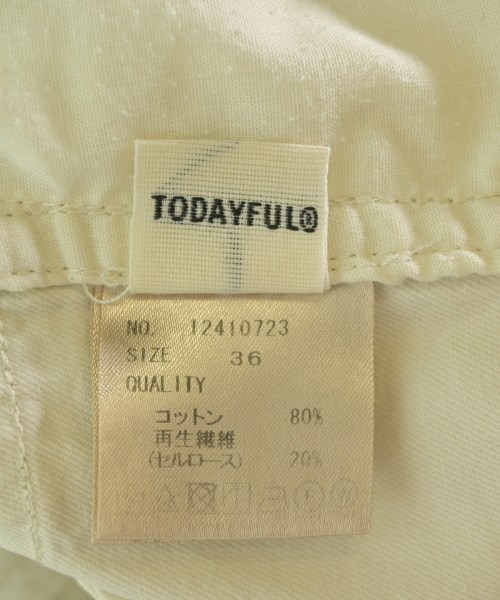 TODAYFUL®
NO. 12410723
SIZE 36
QUALITY
コットン 80%
再生繊維
(セルロース) 20%